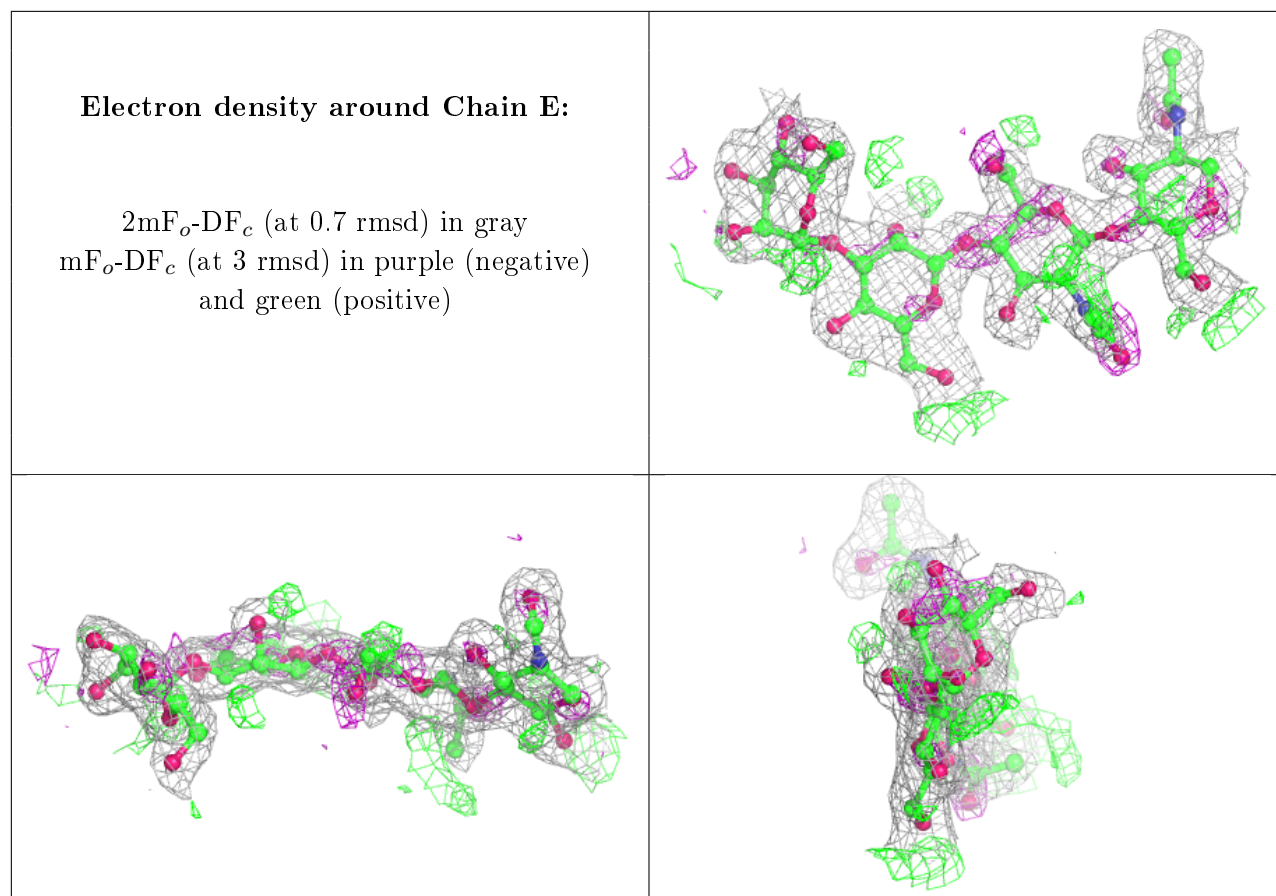 Electron density around Chain E:
2mFₒ-DF𝒸 (at 0.7 rmsd) in gray
mFₒ-DF𝒸 (at 3 rmsd) in purple (negative)
and green (positive)